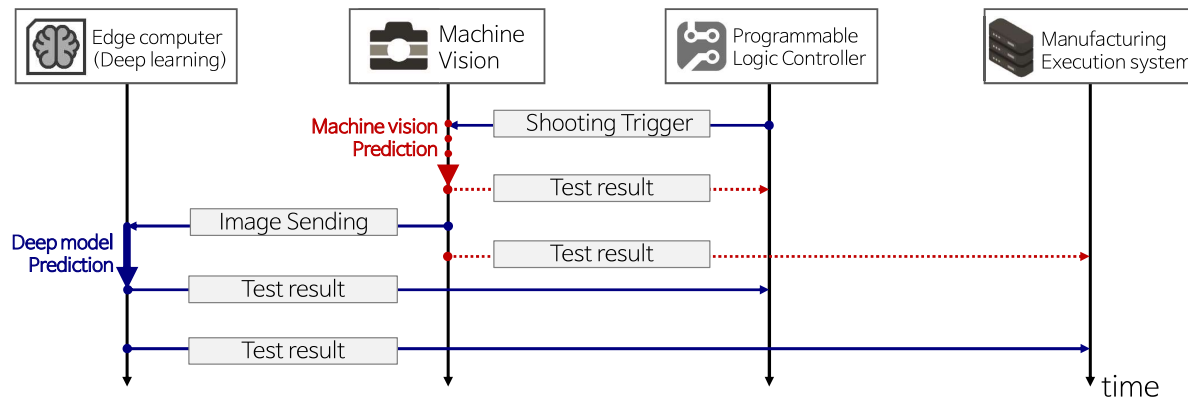 Edge computer
(Deep learning)
Machine
Vision
Programmable
Logic Controller
Manufacturing
Execution system
Machine vision
Prediction
Shooting Trigger
Test result
Image Sending
Deep model
Prediction
Test result
Test result
Test result
time